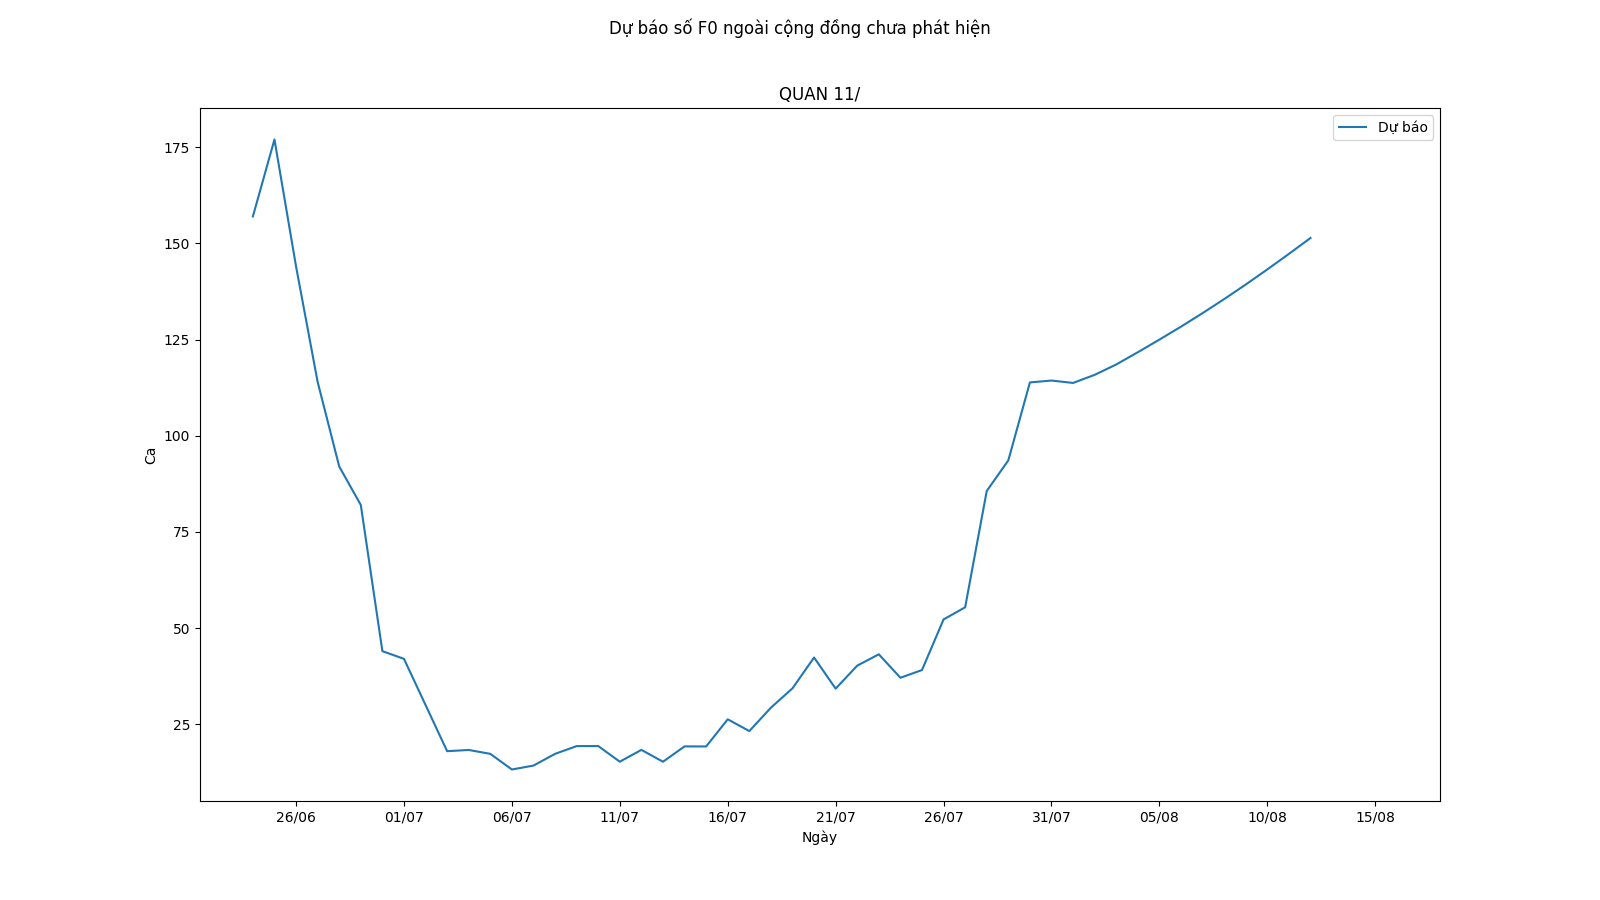 Dự báo số F0 ngoài cộng đồng chưa phát hiện
QUAN 11/
Dự báo
175
150
125
100
75
50
25
Ca
26/06 01/07 06/07 11/07 16/07 21/07 26/07 31/07 05/08 10/08 15/08
Ngày